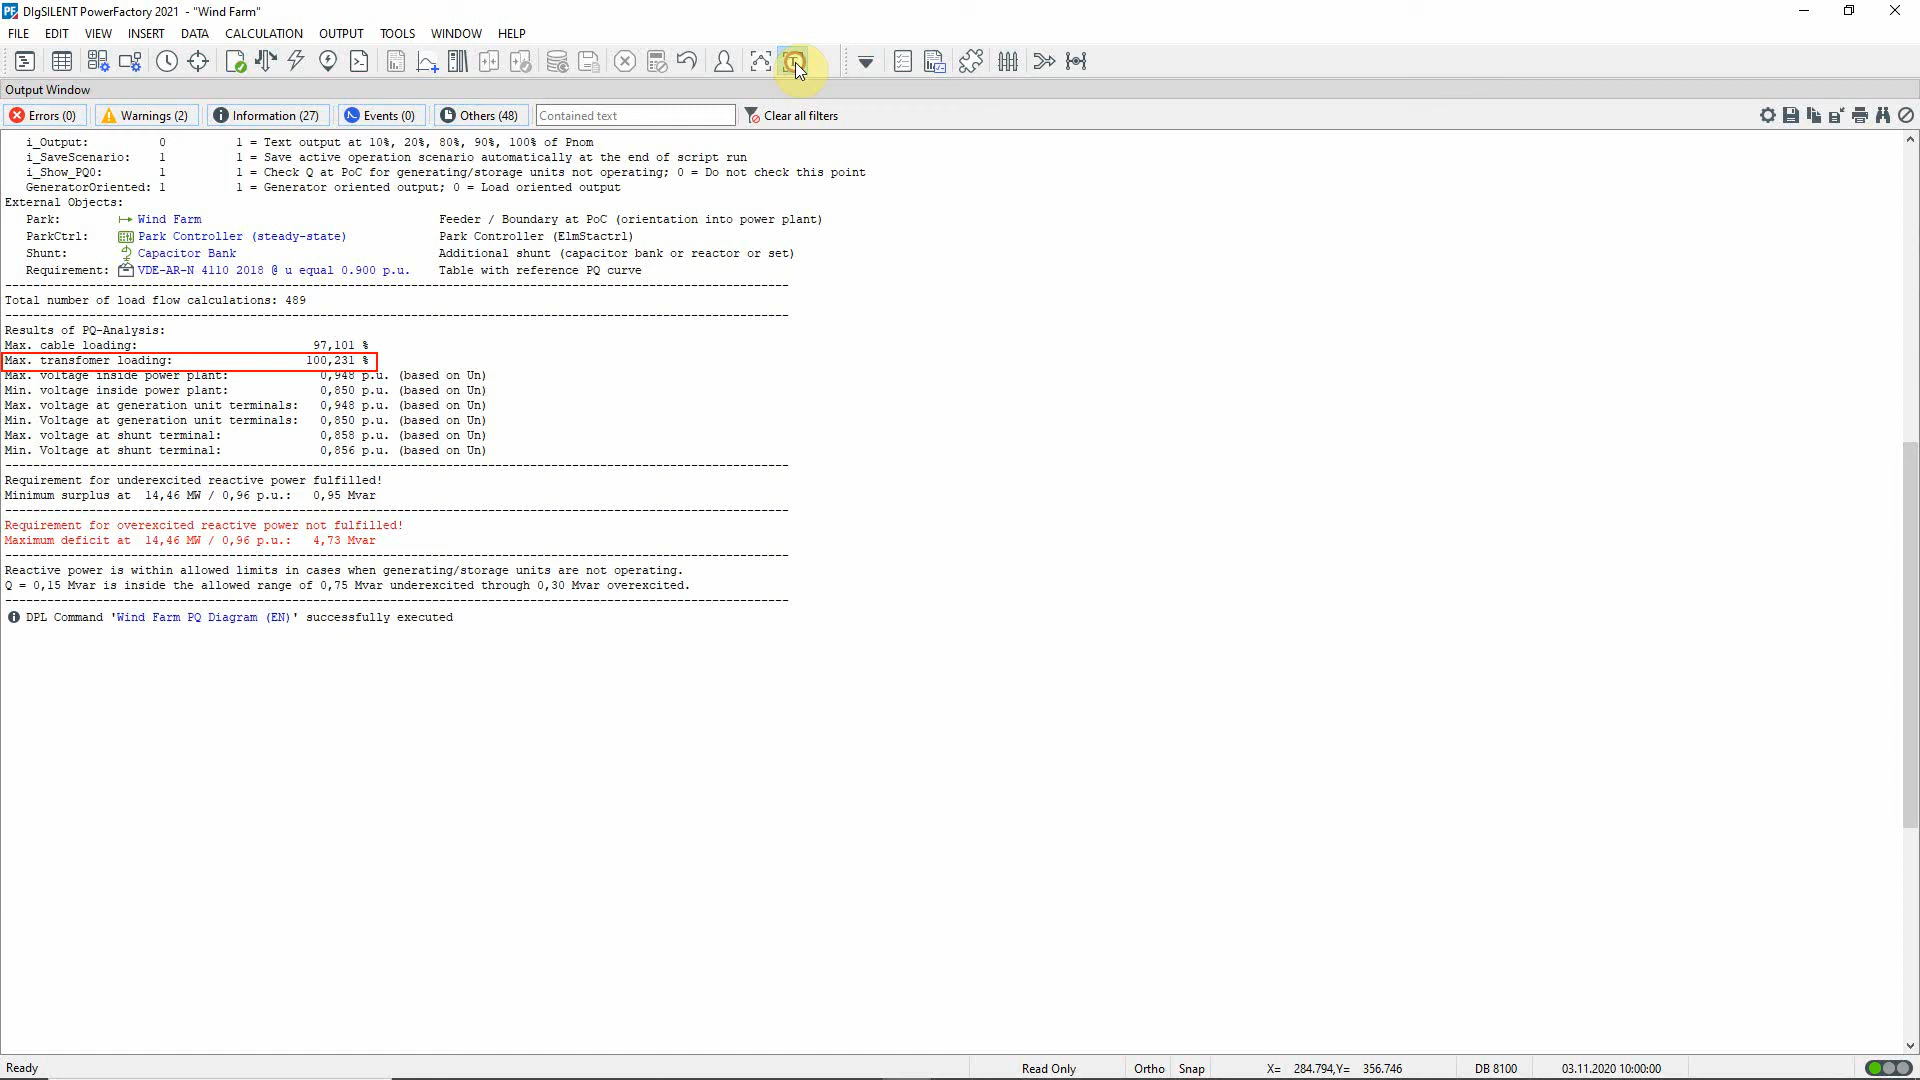 DIgSILENT PowerFactory 2021 - "Wind Farm"
FILE EDIT VIEW INSERT DATA CALCULATION OUTPUT TOOLS WINDOW HELP
Output Window
Errors (0) Warnings (2) Information (27) Events (0) Others (48) Contained text Clear all filters
i_Output: 0 1 = Text output at 10%, 20%, 80%, 90%, 100% of Pnom
i_SaveScenario: 1 1 = Save active operation scenario automatically at the end of script run
i_Show_PQ0: 1 1 = Check Q at PoC for generating/storage units not operating; 0 = Do not check this point
GeneratorOriented: 1 1 = Generator oriented output; 0 = Load oriented output
External Objects:
Park: Wind Farm Feeder / Boundary at PoC (orientation into power plant)
ParkCtrl: Park Controller (steady-state) Park Controller (ElmStactrl)
Shunt: Capacitor Bank Additional shunt (capacitor bank or reactor or set)
Requirement: VDE-AR-N 4110 2018 @ u equal 0.900 p.u. Table with reference PQ curve
Total number of load flow calculations: 489
Results of PQ-Analysis:
Max. cable loading: 97,101 %
Max. transfomer loading: 100,231 %
Max. voltage inside power plant: 0,948 p.u. (based on Un)
Min. voltage inside power plant: 0,850 p.u. (based on Un)
Max. voltage at generation unit terminals: 0,948 p.u. (based on Un)
Min. Voltage at generation unit terminals: 0,850 p.u. (based on Un)
Max. voltage at shunt terminal: 0,858 p.u. (based on Un)
Min. Voltage at shunt terminal: 0,856 p.u. (based on Un)
Requirement for underexcited reactive power fulfilled!
Minimum surplus at 14,46 MW / 0,96 p.u.: 0,95 Mvar
Requirement for overexcited reactive power not fulfilled!
Maximum deficit at 14,46 MW / 0,96 p.u.: 4,73 Mvar
Reactive power is within allowed limits in cases when generating/storage units are not operating.
Q = 0,15 Mvar is inside the allowed range of 0,75 Mvar underexcited through 0,30 Mvar overexcited.
DPL Command 'Wind Farm PQ Diagram (EN)' successfully executed
Ready Read Only Ortho Snap X= 284.794,Y= 356.746 DB 8100 03.11.2020 10:00:00